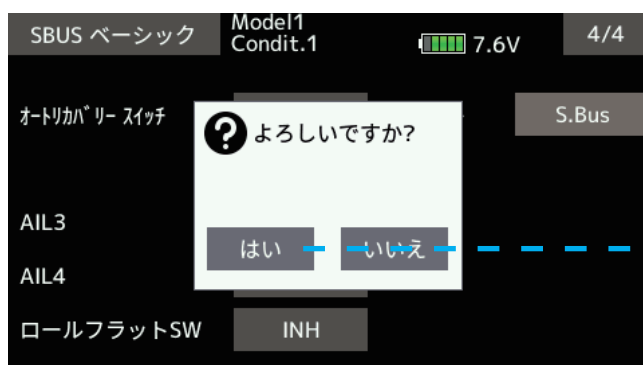 SBUS ベーシック
Model1
Condit.1
7.6V
4/4
ｵｰﾄﾘｶﾊﾞﾘｰ ｽｲｯﾁ
S.Bus
よろしいですか?
はい
いいえ
AIL3
AIL4
ロールフラットSW
INH